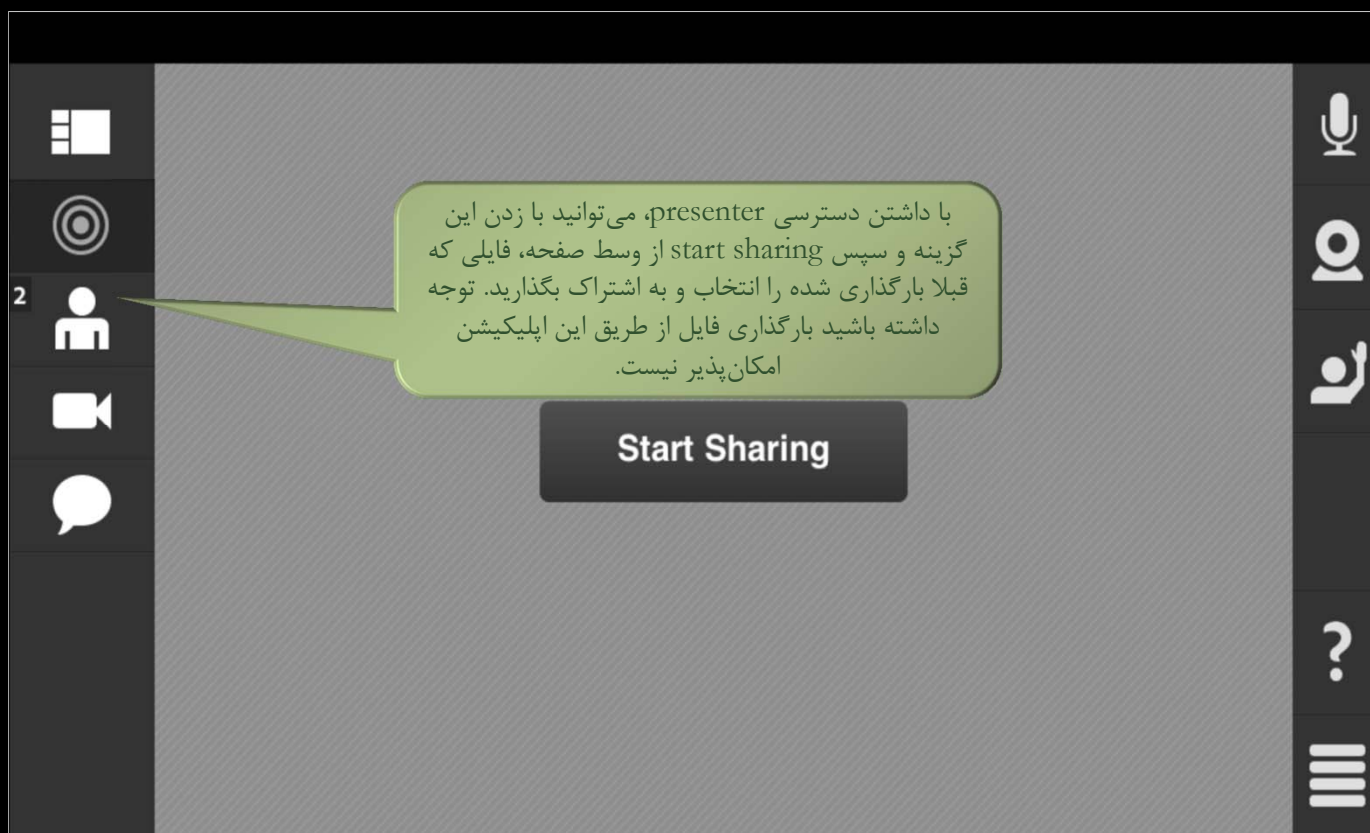 با داشتن دسترسی presenter، می‌توانید با زدن این
گزینه و سپس start sharing از وسط صفحه، فایلی که
قبلا بارگذاری شده را انتخاب و به اشتراک بگذارید. توجه
داشته باشید بارگذاری فایل از طریق این اپلیکیشن
امکان‌پذیر نیست.
2
Start Sharing
?